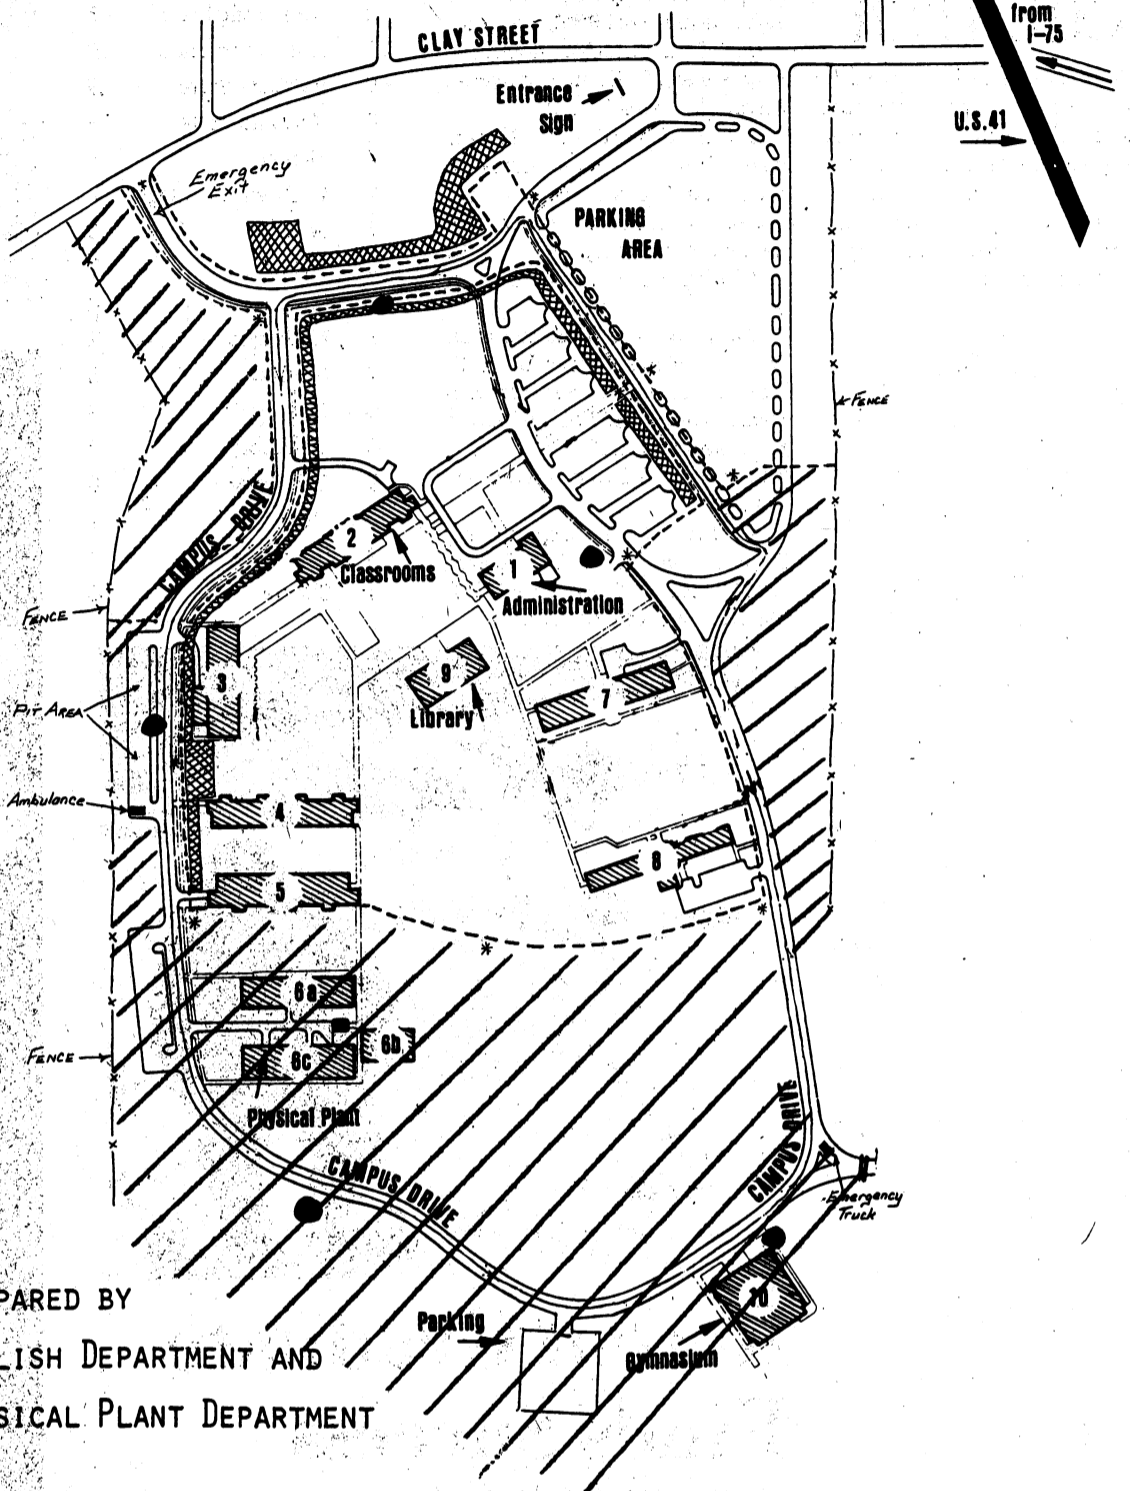 from
I-75
CLAY STREET
Entrance
Sign
U.S.41
Emergency
Exit
PARKING
AREA
FENCE
CAMPUS DRIVE
2
Classrooms
1
Administration
FENCE
3
9
Library
7
PIT AREA
Ambulance
4
8
5
6a
6b
6c
FENCE
Physical Plant
CAMPUS DRIVE
CAMPUS DRIVE
Emergency
Truck
10
Parking
Gymnasium
PARED BY
LISH DEPARTMENT AND
SICAL PLANT DEPARTMENT